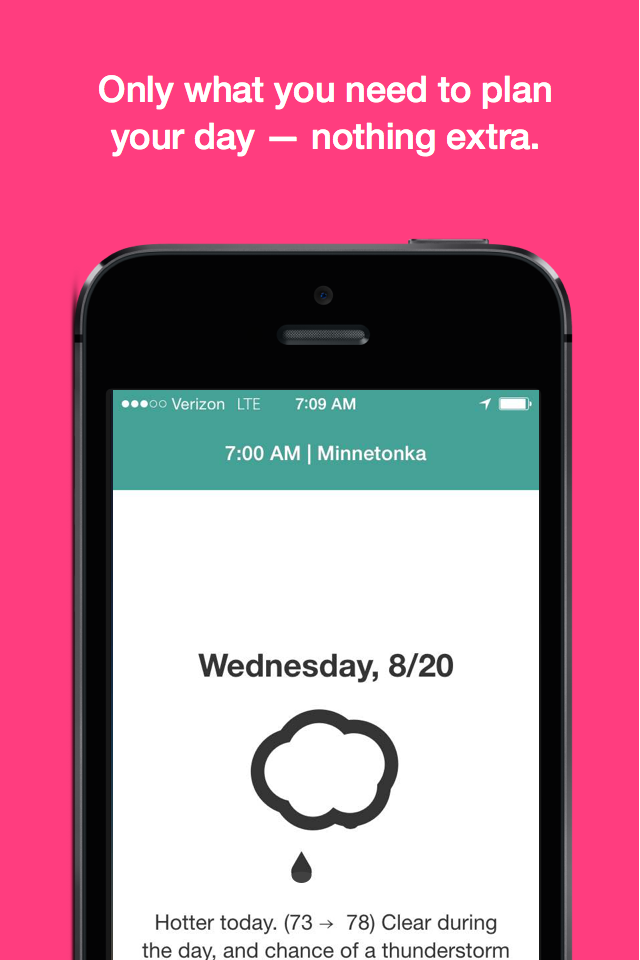 Only what you need to plan
your day — nothing extra.
Verizon LTE 7:09 AM
7:00 AM | Minnetonka
Wednesday, 8/20
Hotter today. (73 → 78) Clear during
the day, and chance of a thunderstorm